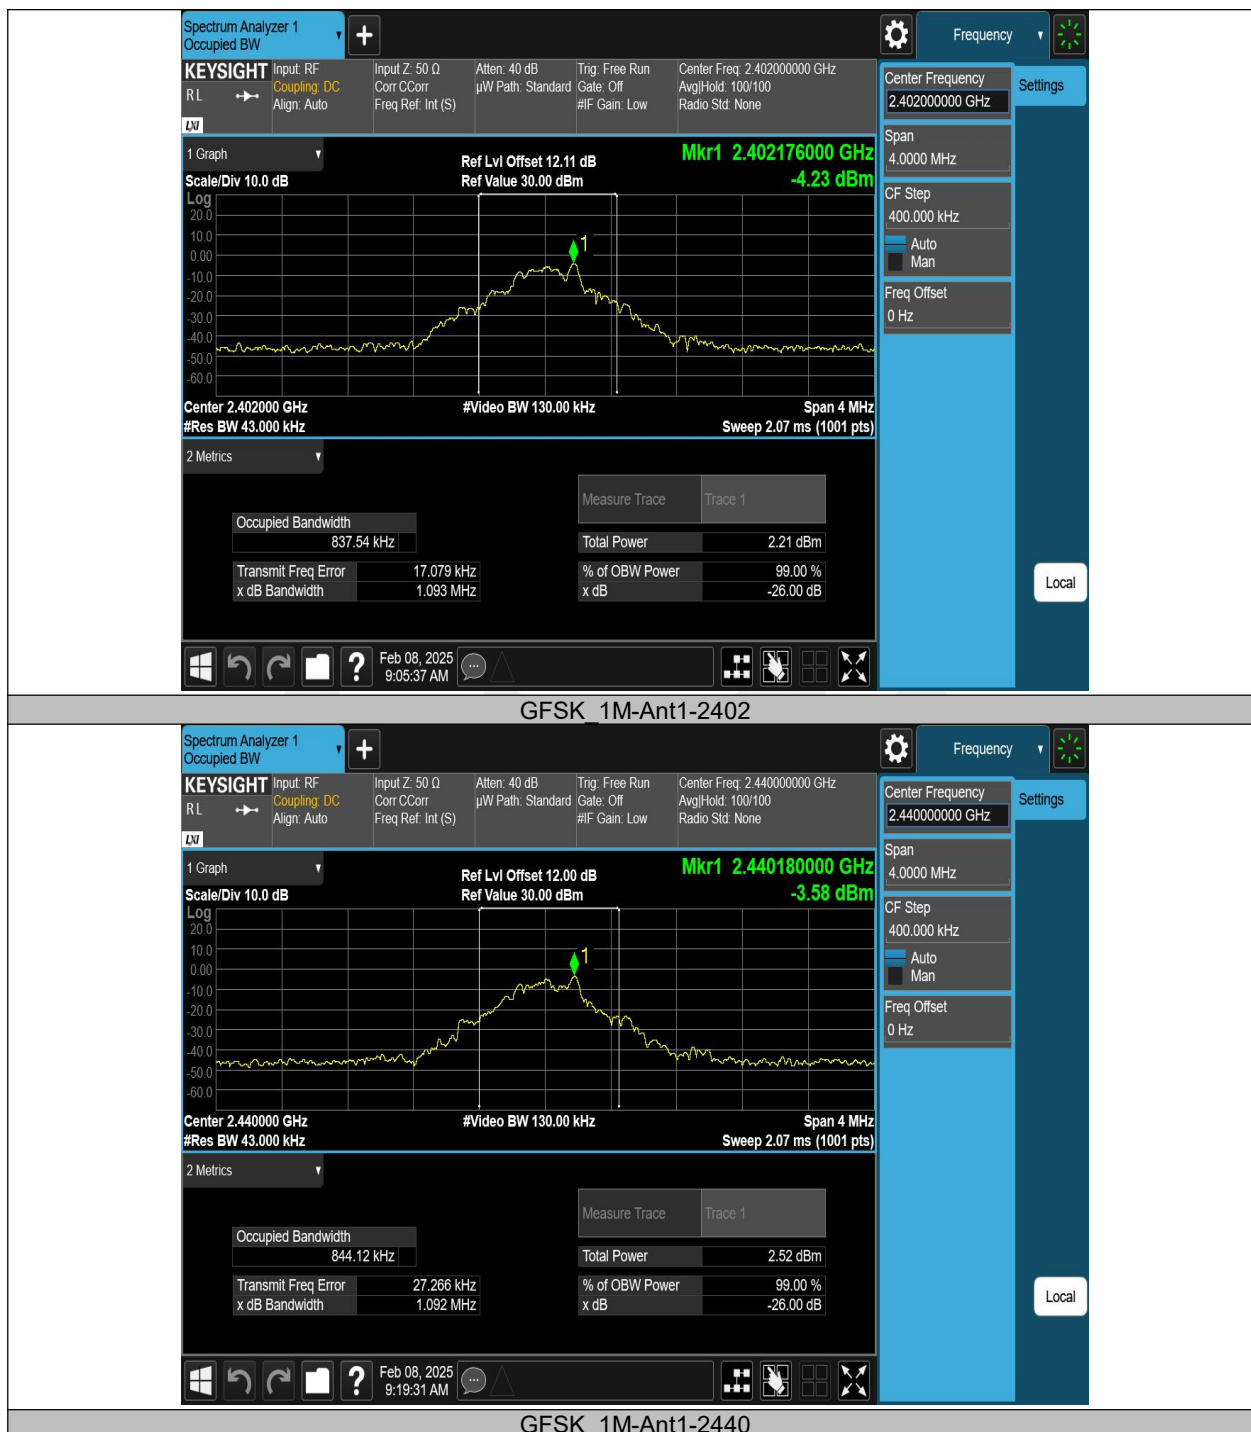 Spectrum Analyzer 1
Occupied BW
+
Frequency
KEYSIGHT
RL
LXI
Input: RF
Coupling: DC
Align: Auto
Input Z: 50 Ω
Corr CCorr
Freq Ref: Int (S)
Atten: 40 dB
µW Path: Standard
Trig: Free Run
Gate: Off
#IF Gain: Low
Center Freq: 2.402000000 GHz
Avg|Hold: 100/100
Radio Std: None
Center Frequency
2.402000000 GHz
Settings
Span
4.0000 MHz
CF Step
400.000 kHz
Auto
Man
Freq Offset
0 Hz
Local
1 Graph
Scale/Div 10.0 dB
Ref Lvl Offset 12.11 dB
Ref Value 30.00 dBm
Mkr1 2.402176000 GHz
-4.23 dBm
Log
20.0
10.0
0.00
-10.0
-20.0
-30.0
-40.0
-50.0
-60.0
1
Center 2.402000 GHz
#Video BW 130.00 kHz
Span 4 MHz
#Res BW 43.000 kHz
Sweep 2.07 ms (1001 pts)
2 Metrics
Measure Trace
Trace 1
Occupied Bandwidth
837.54 kHz
Total Power
2.21 dBm
Transmit Freq Error
17.079 kHz
% of OBW Power
99.00 %
x dB Bandwidth
1.093 MHz
x dB
-26.00 dB
?
Feb 08, 2025
9:05:37 AM
GFSK_1M-Ant1-2402
Spectrum Analyzer 1
Occupied BW
+
Frequency
KEYSIGHT
RL
LXI
Input: RF
Coupling: DC
Align: Auto
Input Z: 50 Ω
Corr CCorr
Freq Ref: Int (S)
Atten: 40 dB
µW Path: Standard
Trig: Free Run
Gate: Off
#IF Gain: Low
Center Freq: 2.440000000 GHz
Avg|Hold: 100/100
Radio Std: None
Center Frequency
2.440000000 GHz
Settings
Span
4.0000 MHz
CF Step
400.000 kHz
Auto
Man
Freq Offset
0 Hz
Local
1 Graph
Scale/Div 10.0 dB
Ref Lvl Offset 12.00 dB
Ref Value 30.00 dBm
Mkr1 2.440180000 GHz
-3.58 dBm
Log
20.0
10.0
0.00
-10.0
-20.0
-30.0
-40.0
-50.0
-60.0
1
Center 2.440000 GHz
#Video BW 130.00 kHz
Span 4 MHz
#Res BW 43.000 kHz
Sweep 2.07 ms (1001 pts)
2 Metrics
Measure Trace
Trace 1
Occupied Bandwidth
844.12 kHz
Total Power
2.52 dBm
Transmit Freq Error
27.266 kHz
% of OBW Power
99.00 %
x dB Bandwidth
1.092 MHz
x dB
-26.00 dB
?
Feb 08, 2025
9:19:31 AM
GFSK_1M-Ant1-2440